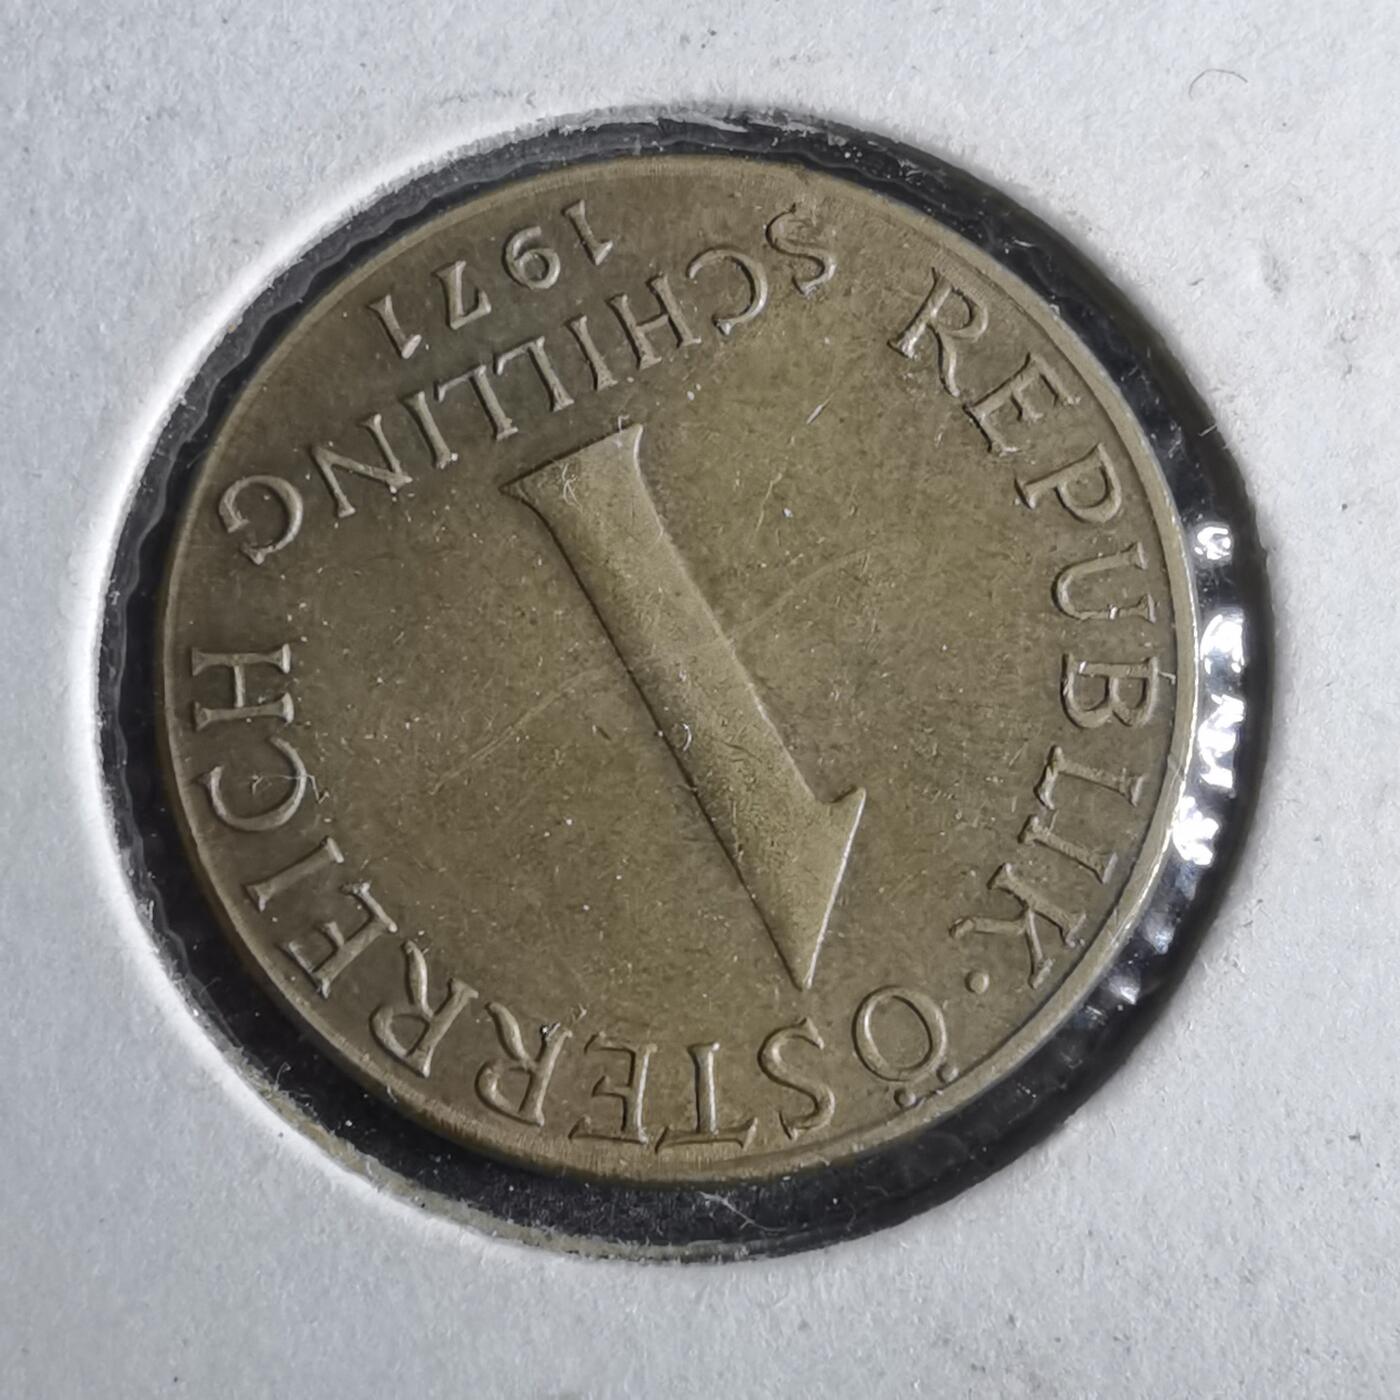 REPUBLIK · ÖSTERREICH
1
SCHILLING
1971